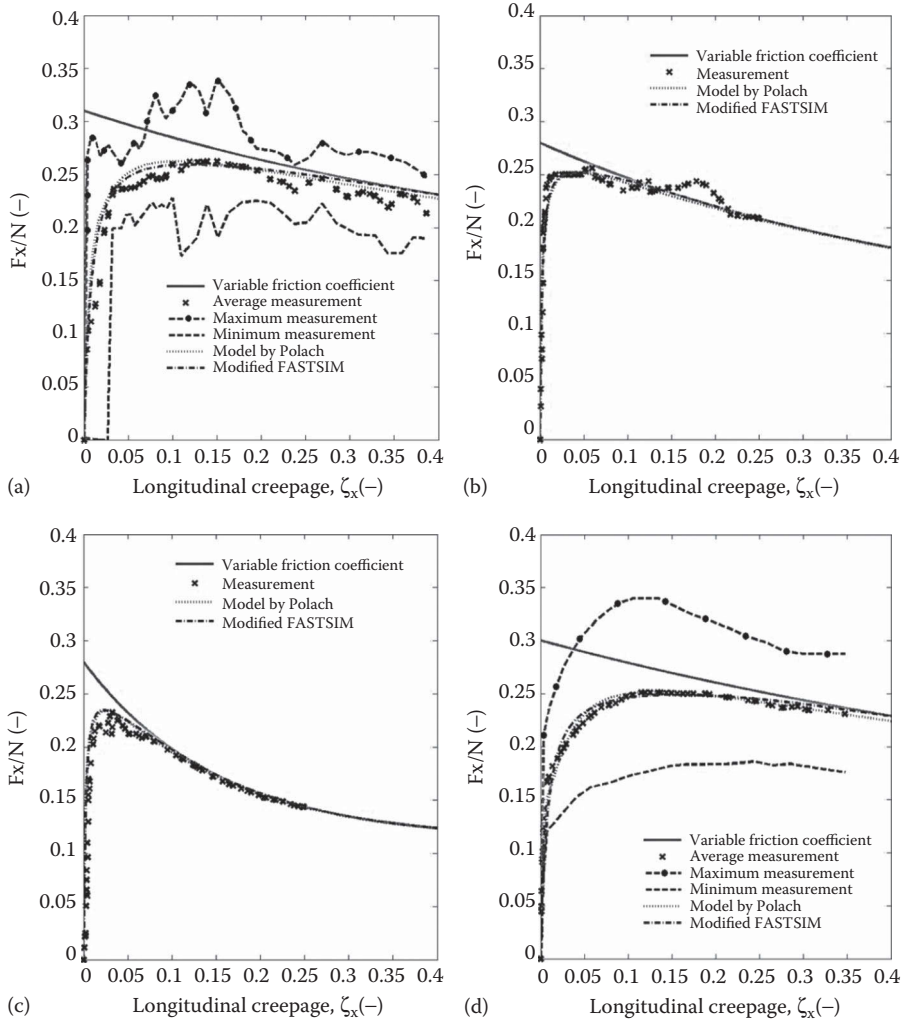 0.4
0.35
0.3
0.25
0.2
0.15
0.1
0.05
0
Fx/N (–)
Variable friction coefficient
Average measurement
Maximum measurement
Minimum measurement
Model by Polach
Modified FASTSIM
0 0.05 0.1 0.15 0.2 0.25 0.3 0.35 0.4
(a) Longitudinal creepage, ζx(–)
0.4
0.35
0.3
0.25
0.2
0.15
0.1
0.05
0
Fx/N (–)
Variable friction coefficient
Measurement
Model by Polach
Modified FASTSIM
0 0.05 0.1 0.15 0.2 0.25 0.3 0.35 0.4
(b) Longitudinal creepage, ζx(–)
0.4
0.35
0.3
0.25
0.2
0.15
0.1
0.05
0
Fx/N (–)
Variable friction coefficient
Measurement
Model by Polach
Modified FASTSIM
0 0.05 0.1 0.15 0.2 0.25 0.3 0.35 0.4
(c) Longitudinal creepage, ζx(–)
0.4
0.35
0.3
0.25
0.2
0.15
0.1
0.05
0
Fx/N (–)
Variable friction coefficient
Average measurement
Maximum measurement
Minimum measurement
Model by Polach
Modified FASTSIM
0 0.05 0.1 0.15 0.2 0.25 0.3 0.35 0.4
(d) Longitudinal creepage, ζx(–)